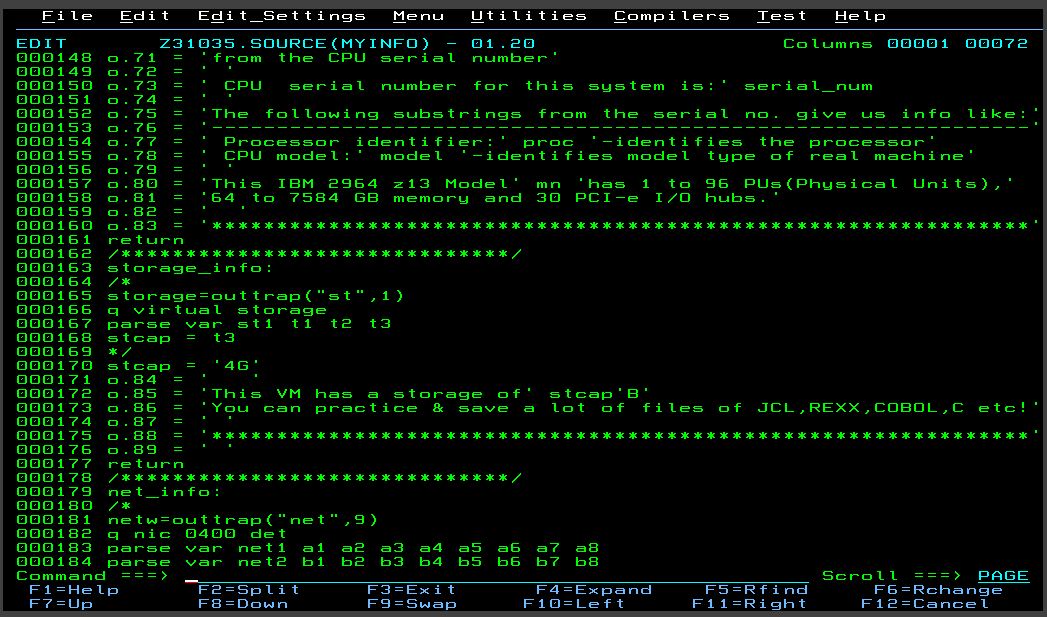 File Edit Edit_Settings Menu Utilities Compilers Test Help
EDIT Z31035.SOURCE(MYINFO) - 01.20 Columns 00001 00072
000148 o.71 = 'from the CPU serial number'
000149 o.72 = ' '
000150 o.73 = ' CPU  serial number for this system is:' serial_num
000151 o.74 = ' '
000152 o.75 = 'The following substrings from the serial no. give us info like:'
000153 o.76 = '---------------------------------------------------------------'
000154 o.77 = ' Processor identifier:' proc '-identifies the processor'
000155 o.78 = ' CPU model:' model '-identifies model type of real machine'
000156 o.79 = ' '
000157 o.80 = 'This IBM 2964 z13 Model' mn 'has 1 to 96 PUs(Physical Units),'
000158 o.81 = '64 to 7584 GB memory and 30 PCI-e I/O hubs.'
000159 o.82 = '  '
000160 o.83 = '***************************************************************'
000161 return
000162 /******************************/
000163 storage_info:
000164 /*
000165 storage=outtrap("st",1)
000166 q virtual storage
000167 parse var st1 t1 t2 t3
000168 stcap = t3
000169 */
000170 stcap = '4G'
000171 o.84 = '   '
000172 o.85 = 'This VM has a storage of' stcap'B'
000173 o.86 = 'You can practice & save a lot of files of JCL,REXX,COBOL,C etc!'
000174 o.87 = ' '
000175 o.88 = '***************************************************************'
000176 o.89 = ' '
000177 return
000178 /******************************/
000179 net_info:
000180 /*
000181 netw=outtrap("net",9)
000182 q nic 0400 det
000183 parse var net1 a1 a2 a3 a4 a5 a6 a7 a8
000184 parse var net2 b1 b2 b3 b4 b5 b6 b7 b8
Command ===> _ Scroll ===> PAGE
F1=Help F2=Split F3=Exit F4=Expand F5=Rfind F6=Rchange
F7=Up F8=Down F9=Swap F10=Left F11=Right F12=Cancel